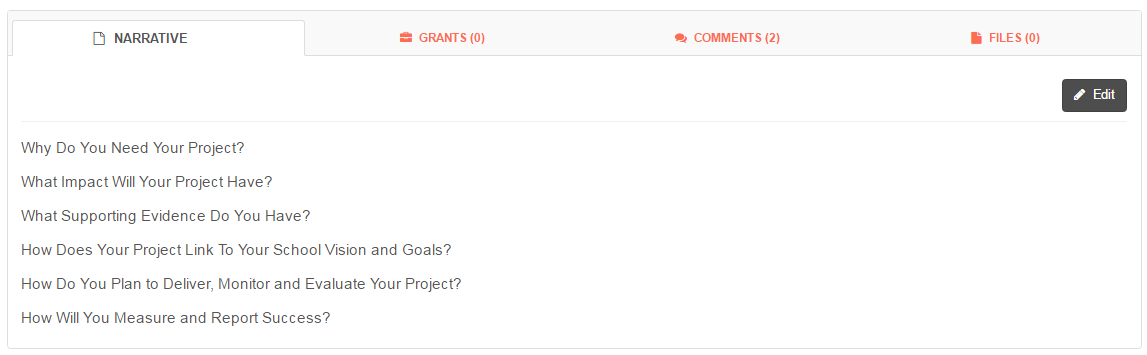 NARRATIVE
GRANTS (0)
COMMENTS (2)
FILES (0)
Edit
Why Do You Need Your Project?
What Impact Will Your Project Have?
What Supporting Evidence Do You Have?
How Does Your Project Link To Your School Vision and Goals?
How Do You Plan to Deliver, Monitor and Evaluate Your Project?
How Will You Measure and Report Success?